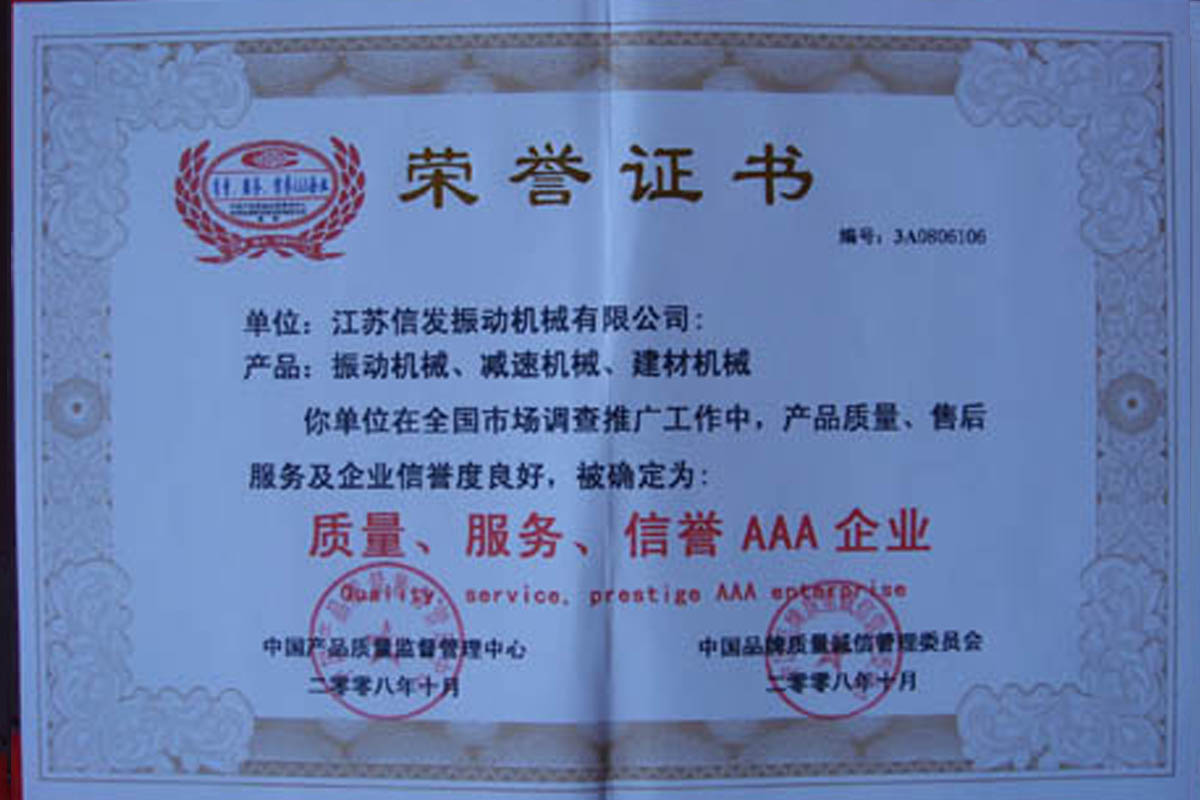 荣誉证书
编号：3A0806106
单位：江苏信发振动机械有限公司：
产品：振动机械、减速机械、建材机械
你单位在全国市场调查推广工作中，产品质量、售后
服务及企业信誉度良好，被确定为：
质量、服务、信誉 AAA 企业
Quality, service, prestige AAA enterprise
中国产品质量监督管理中心
中国品牌质量誠信管理委员会
二零零八年十月
二零零八年十月